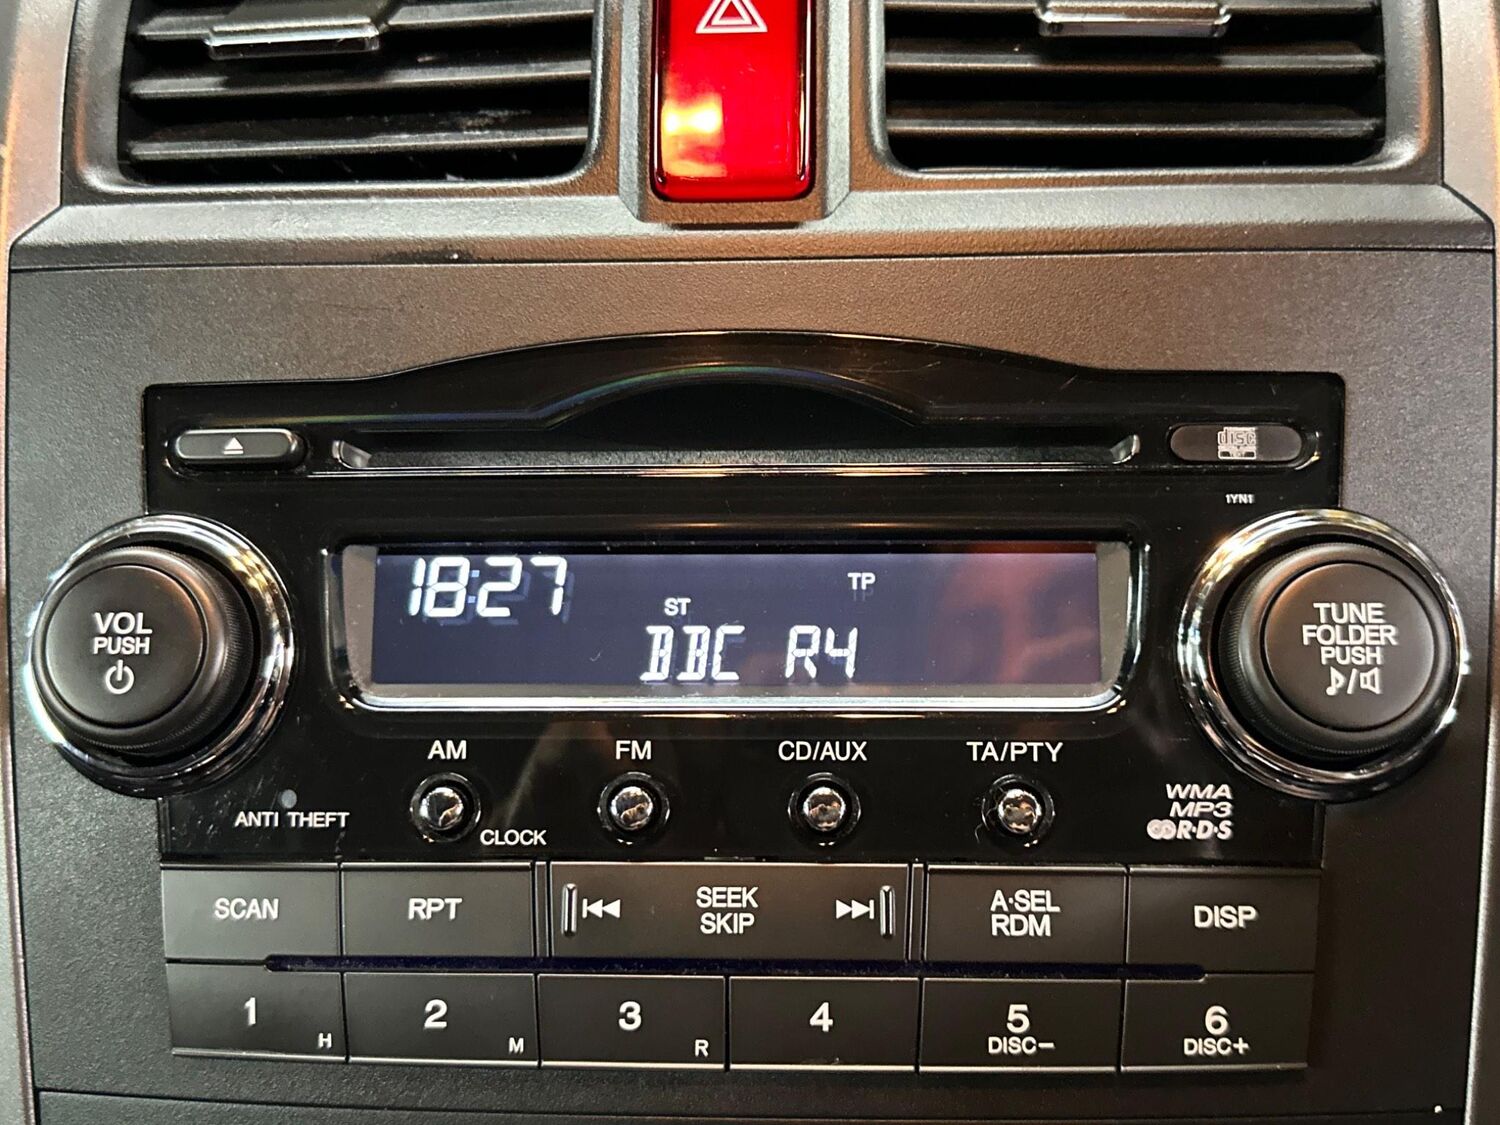 disc
TEXT
1YN1
VOL
PUSH
18:27
TP
ST
BBC R4
TUNE
FOLDER
PUSH
AM
FM
CD/AUX
TA/PTY
ANTI THEFT
CLOCK
WMA
MP3
R·D·S
SCAN
RPT
SEEK
SKIP
A·SEL
RDM
DISP
1
H
2
M
3
R
4
5
DISC−
6
DISC+